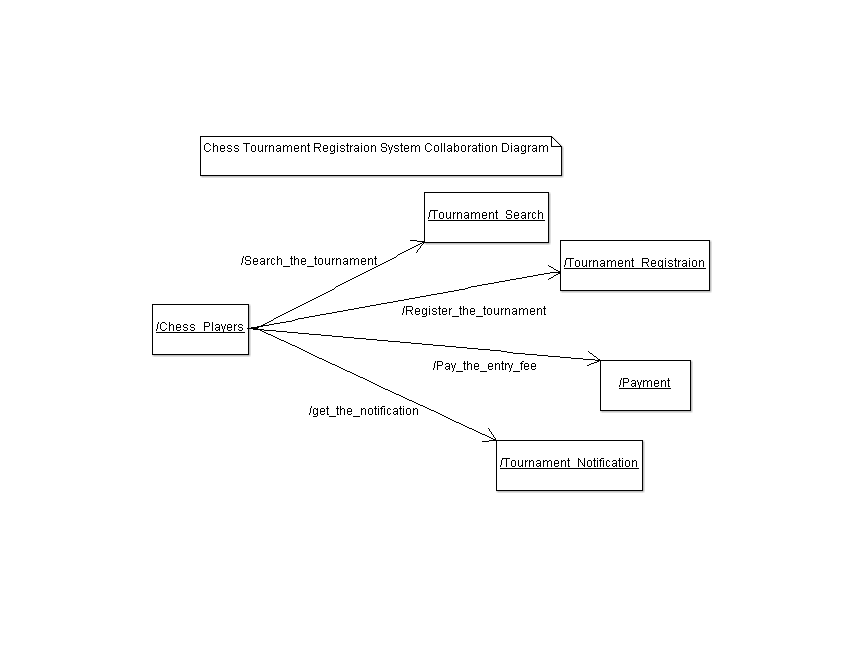 Chess Tournament Registraion System Collaboration Diagram
/Tournament_Search
/Search_the_tournament
/Tournament_Registraion
/Register_the_tournament
/Chess_Players
/Pay_the_entry_fee
/Payment
/get_the_notification
/Tournament_Notification